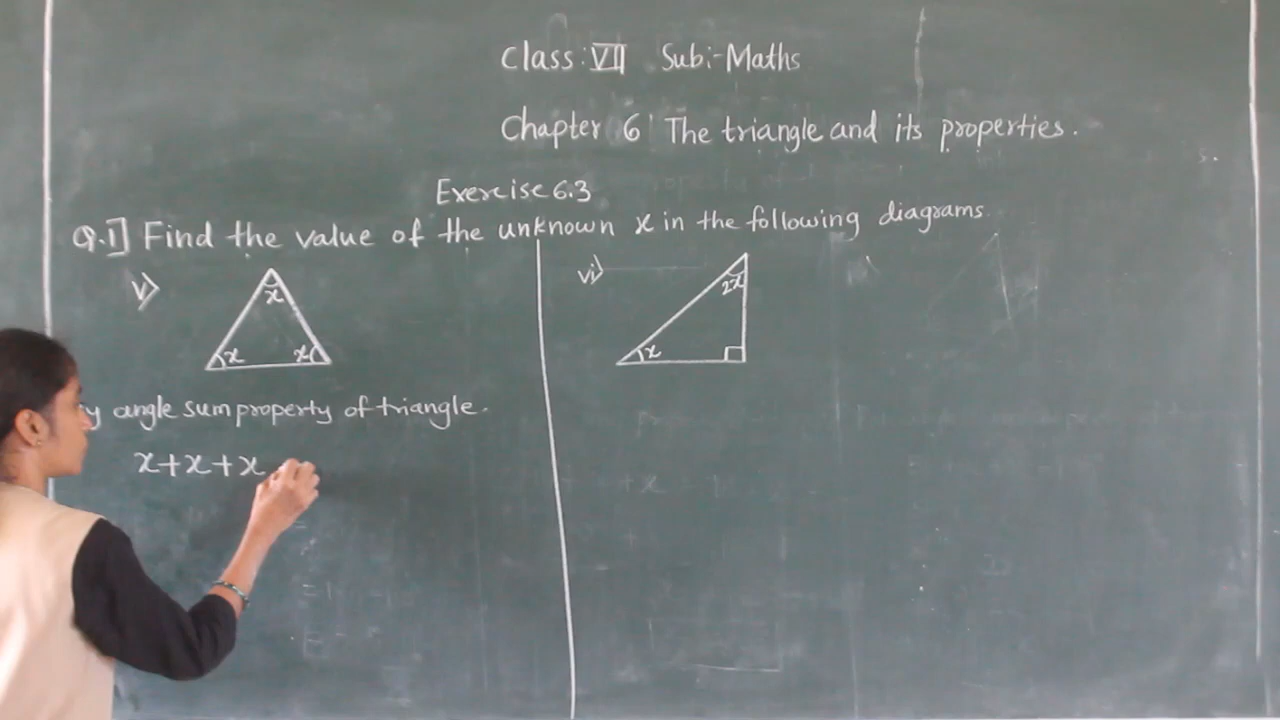 Class: VII Sub:-Maths
Chapter 6 The triangle and its properties.
Exercise 6.3
Q.1] Find the value of the unknown x in the following diagrams.
v>
x
x x
angle sum property of triangle.
x+x+x
vi>
2x
x